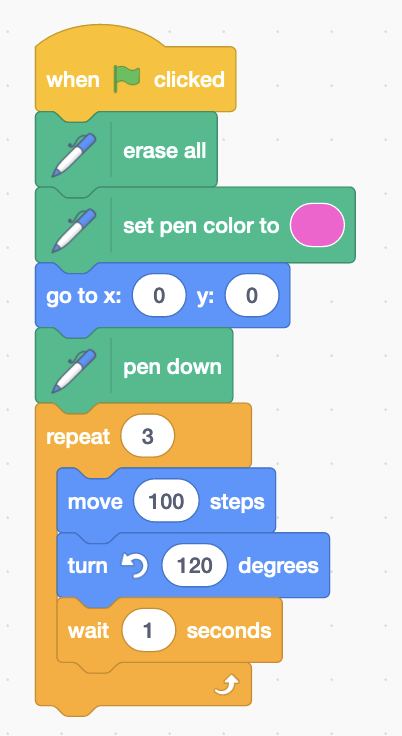 when clicked
erase all
set pen color to
go to x: 0 y: 0
pen down
repeat 3
move 100 steps
turn 120 degrees
wait 1 seconds